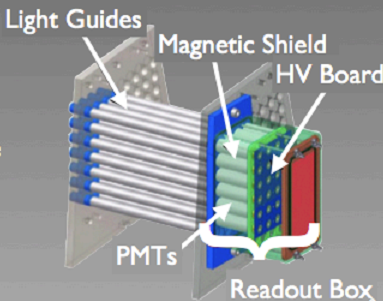 Light Guides
Magnetic Shield
HV Board
PMTs
Readout Box